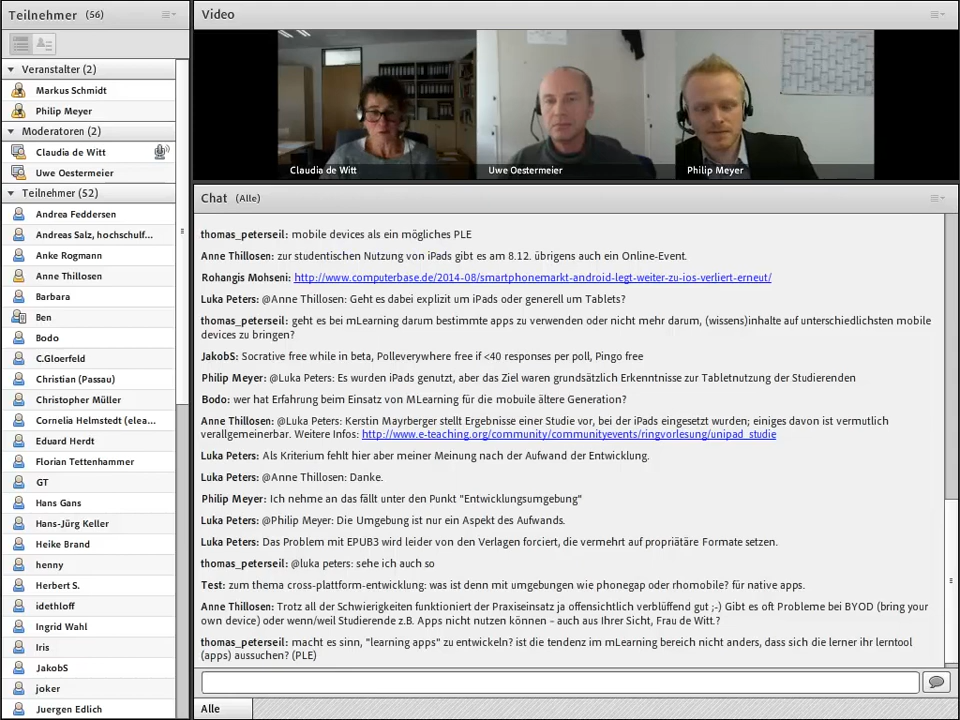 Teilnehmer (56)
Veranstalter (2)
Markus Schmidt
Philip Meyer
Moderatoren (2)
Claudia de Witt
Uwe Oestermeier
Teilnehmer (52)
Andrea Feddersen
Andreas Salz, hochschulf...
Anke Rogmann
Anne Thillosen
Barbara
Ben
Bodo
C.Gloerfeld
Christian (Passau)
Christopher Müller
Cornelia Helmstedt (elea...
Eduard Herdt
Florian Tettenhammer
GT
Hans Gans
Hans-Jürg Keller
Heike Brand
henny
Herbert S.
idethloff
Ingrid Wahl
Iris
JakobS
joker
Juergen Edlich
Video
Claudia de Witt
Uwe Oestermeier
Philip Meyer
Chat (Alle)
thomas_peterseil: mobile devices als ein mögliches PLE
Anne Thillosen: zur studentischen Nutzung von iPads gibt es am 8.12. übrigens auch ein Online-Event.
Rohangis Mohseni: http://www.computerbase.de/2014-08/smartphonemarkt-android-legt-weiter-zu-ios-verliert-erneut/
Luka Peters: @Anne Thillosen: Geht es dabei explizit um iPads oder generell um Tablets?
thomas_peterseil: geht es bei mLearning darum bestimmte apps zu verwenden oder nicht mehr darum, (wissens)inhalte auf unterschiedlichsten mobile
devices zu bringen?
JakobS: Socrative free while in beta, Polleverywhere free if <40 responses per poll, Pingo free
Philip Meyer: @Luka Peters: Es wurden iPads genutzt, aber das Ziel waren grundsätzlich Erkenntnisse zur Tabletnutzung der Studierenden
Bodo: wer hat Erfahrung beim Einsatz von MLearning für die mobuile ältere Generation?
Anne Thillosen: @Luka Peters: Kerstin Mayrberger stellt Ergebnisse einer Studie vor, bei der iPads eingesetzt wurden; einiges davon ist vermutlich
verallgemeinerbar. Weitere Infos: http://www.e-teaching.org/community/communityevents/ringvorlesung/unipad_studie
Luka Peters: Als Kriterium fehlt hier aber meiner Meinung nach der Aufwand der Entwicklung.
Luka Peters: @Anne Thillosen: Danke.
Philip Meyer: Ich nehme an das fällt unter den Punkt "Entwicklungsumgebung"
Luka Peters: @Philip Meyer: Die Umgebung ist nur ein Aspekt des Aufwands.
Luka Peters: Das Problem mit EPUB3 wird leider von den Verlagen forciert, die vermehrt auf propriatäre Formate setzen.
thomas_peterseil: @luka peters: sehe ich auch so
Test: zum thema cross-plattform-entwicklung: was ist denn mit umgebungen wie phonegap oder rhomobile? für native apps.
Anne Thillosen: Trotz all der Schwierigkeiten funktioniert der Praxiseinsatz ja offensichtlich verblüffend gut ;-) Gibt es oft Probleme bei BYOD (bring your
own device) oder wenn/weil Studierende z.B. Apps nicht nutzen können – auch aus Ihrer Sicht, Frau de Witt.?
thomas_peterseil: macht es sinn, "learning apps" zu entwickeln? ist die tendenz im mLearning bereich nicht anders, dass sich die lerner ihr lerntool
(apps) aussuchen? (PLE)
Alle